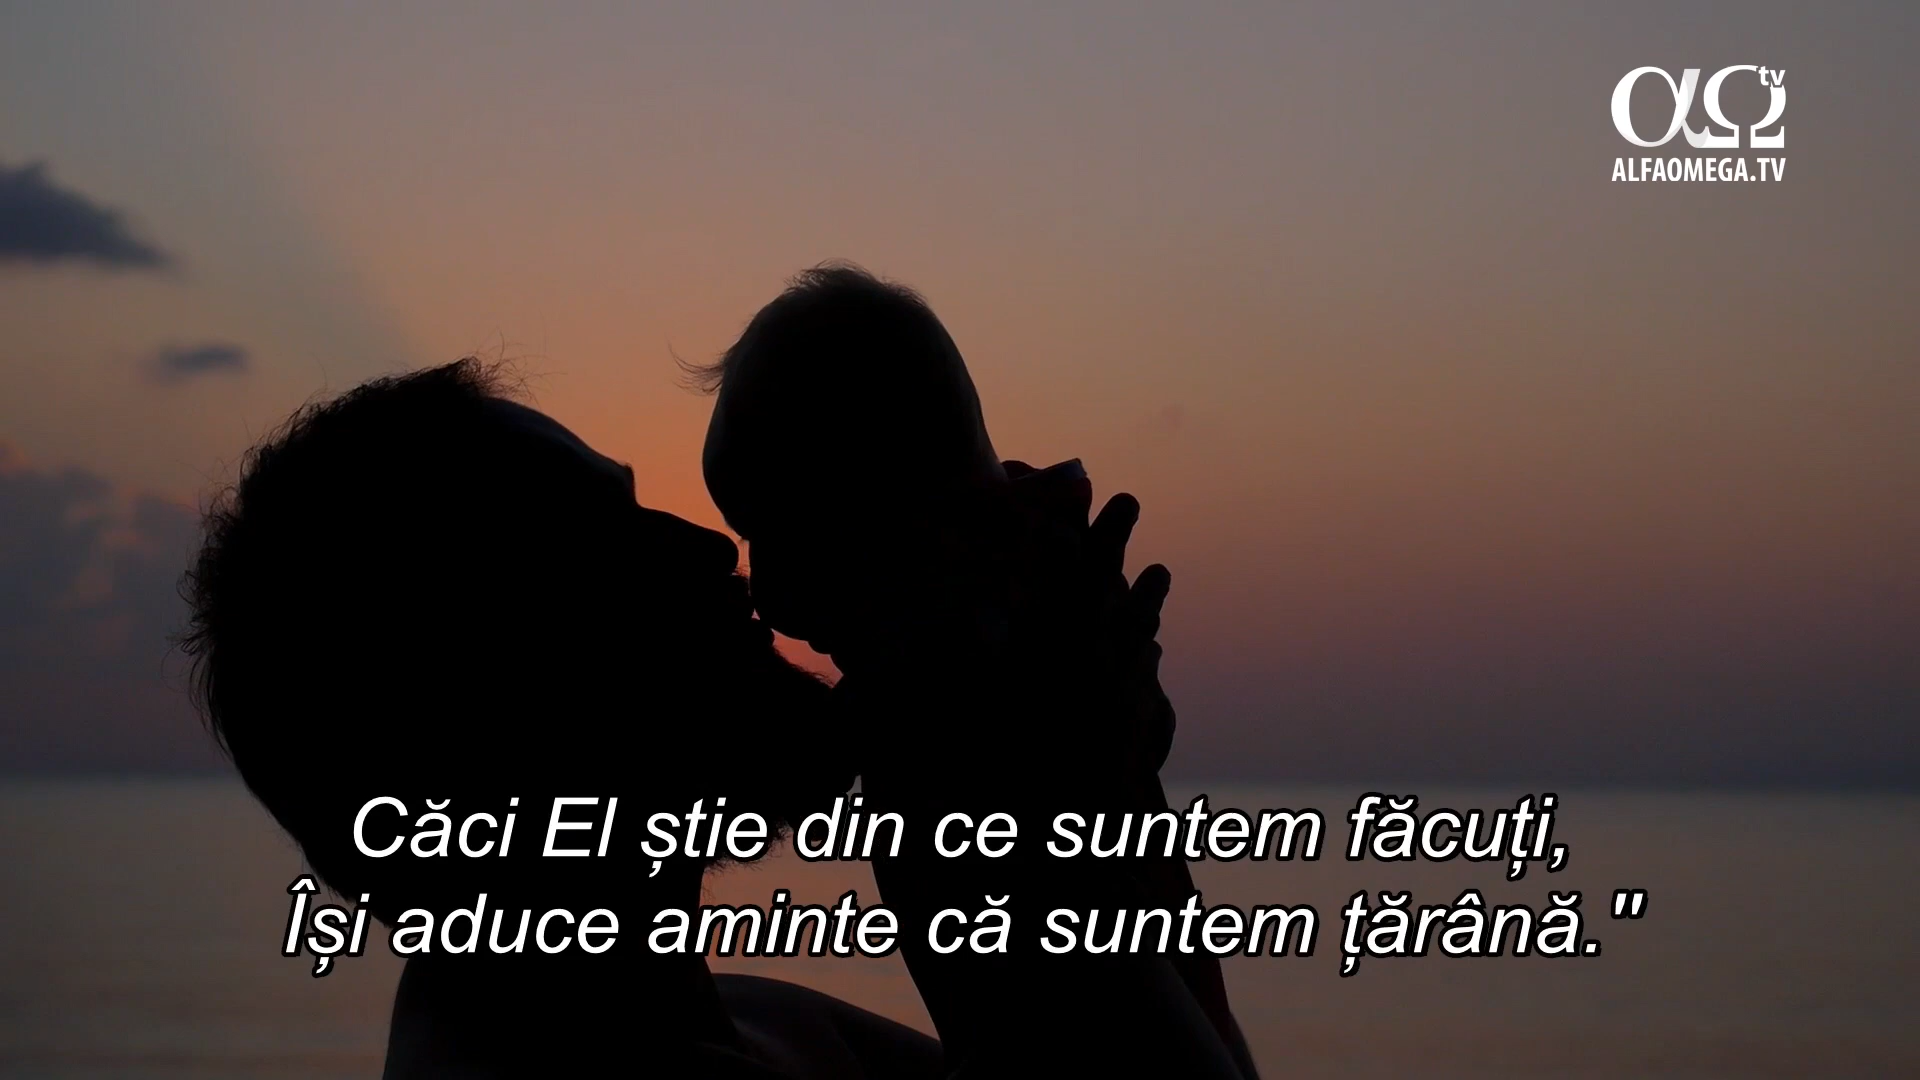 αΩ tv
ALFAOMEGA.TV
Căci El știe din ce suntem făcuți,
Își aduce aminte că suntem țărână."